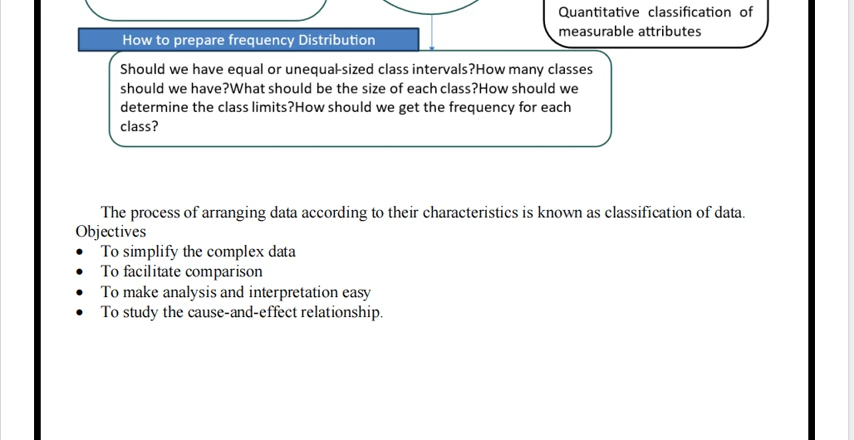 Quantitative classification of
measurable attributes
How to prepare frequency Distribution
Should we have equal or unequal-sized class intervals?How many classes
should we have?What should be the size of each class?How should we
determine the class limits?How should we get the frequency for each
class?
The process of arranging data according to their characteristics is known as classification of data.
Objectives
• To simplify the complex data
• To facilitate comparison
• To make analysis and interpretation easy
• To study the cause-and-effect relationship.